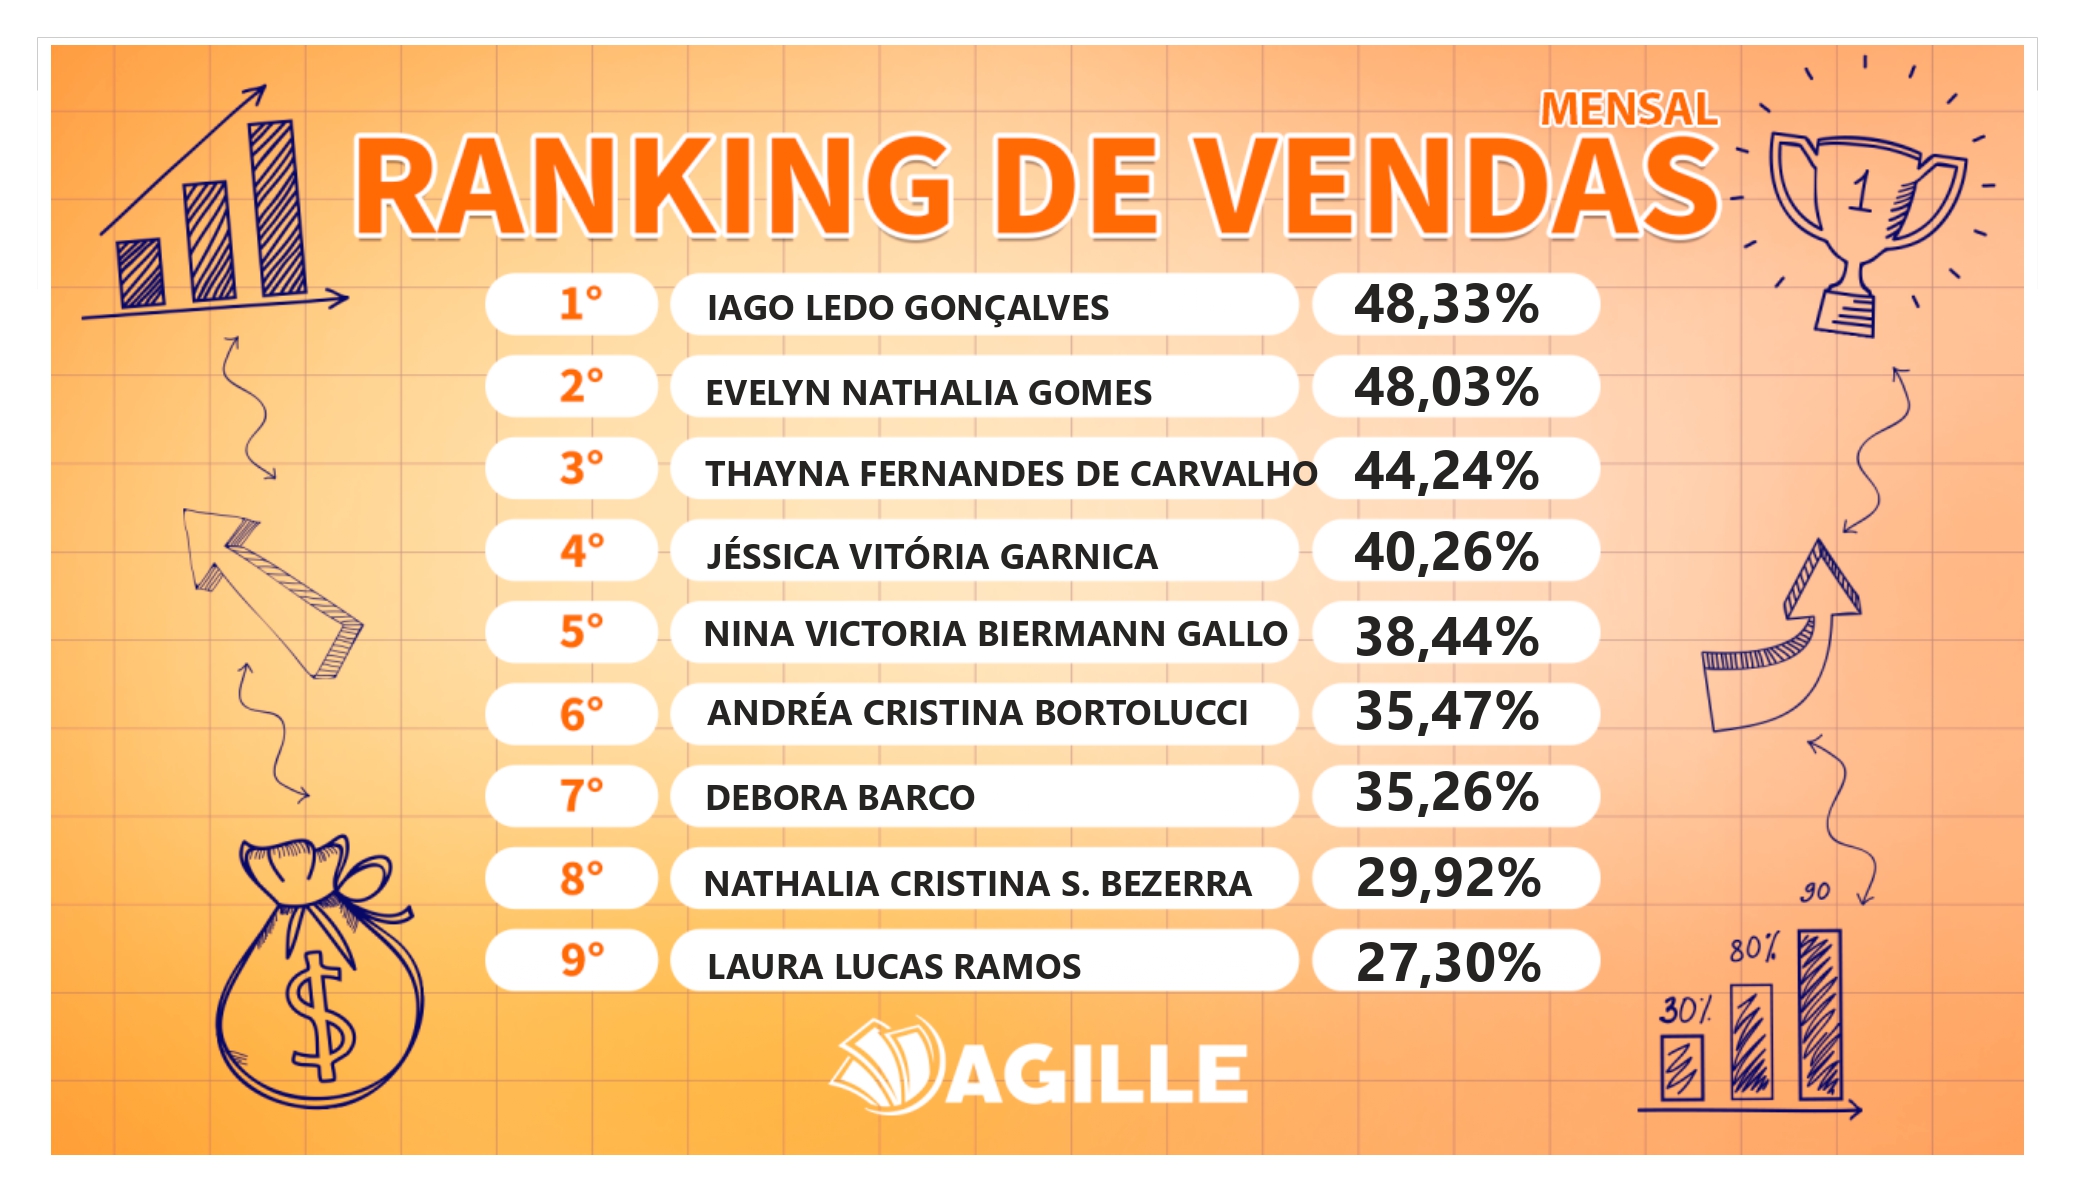 MENSAL
RANKING DE VENDAS
1
1° IAGO LEDO GONÇALVES 48,33%
2° EVELYN NATHALIA GOMES 48,03%
3° THAYNA FERNANDES DE CARVALHO 44,24%
4° JÉSSICA VITÓRIA GARNICA 40,26%
5° NINA VICTORIA BIERMANN GALLO 38,44%
6° ANDRÉA CRISTINA BORTOLUCCI 35,47%
7° DEBORA BARCO 35,26%
8° NATHALIA CRISTINA S. BEZERRA 29,92%
9° LAURA LUCAS RAMOS 27,30%
90
80%
30%
$
AGILLE